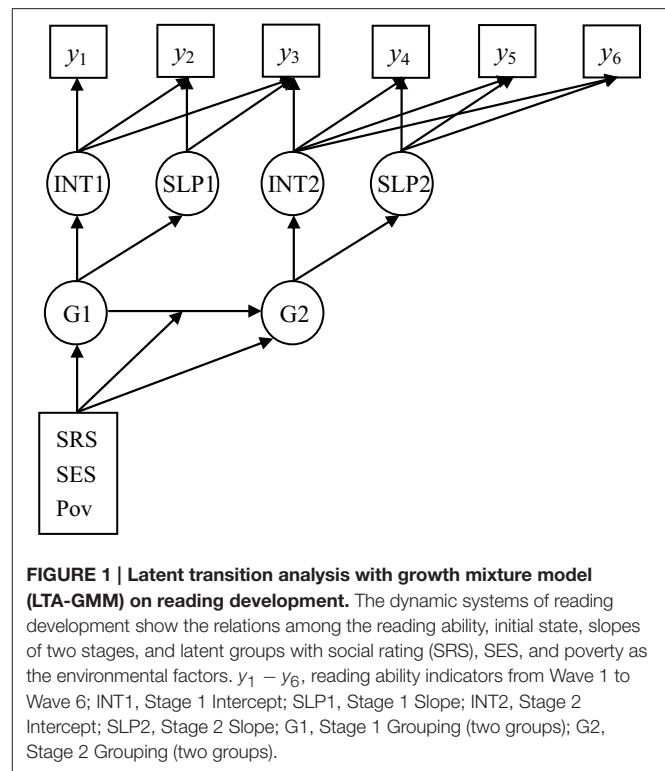 y1 y2 y3 y4 y5 y6
INT1 SLP1 INT2 SLP2
G1 G2
SRS
SES
Pov
FIGURE 1 | Latent transition analysis with growth mixture model
(LTA-GMM) on reading development. The dynamic systems of reading
development show the relations among the reading ability, initial state, slopes
of two stages, and latent groups with social rating (SRS), SES, and poverty as
the environmental factors. y1 − y6, reading ability indicators from Wave 1 to
Wave 6; INT1, Stage 1 Intercept; SLP1, Stage 1 Slope; INT2, Stage 2
Intercept; SLP2, Stage 2 Slope; G1, Stage 1 Grouping (two groups); G2,
Stage 2 Grouping (two groups).